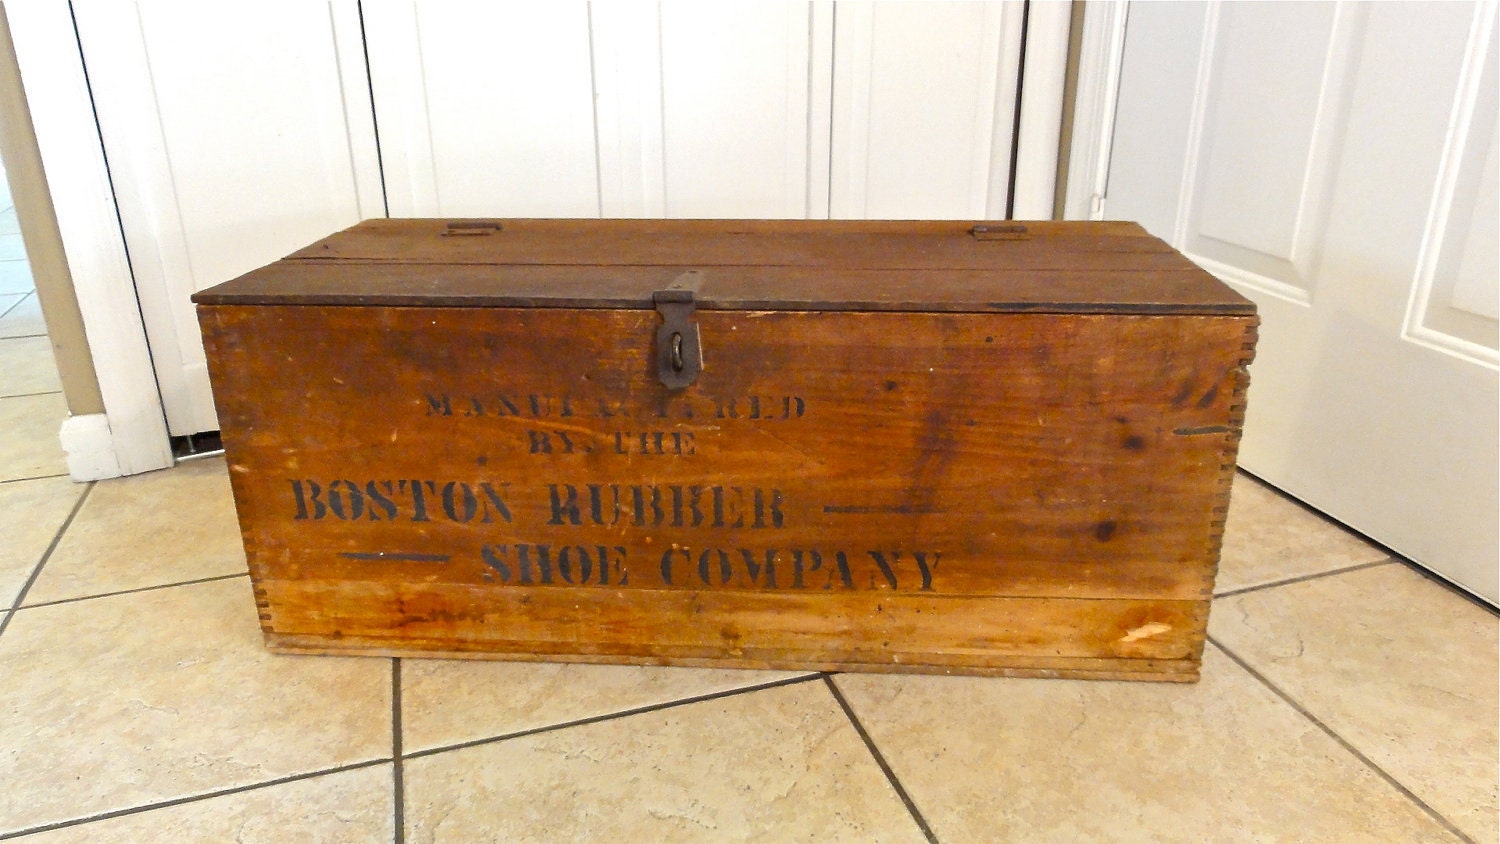 MANUFACTURED
BY THE
BOSTON RUBBER —
— SHOE COMPANY